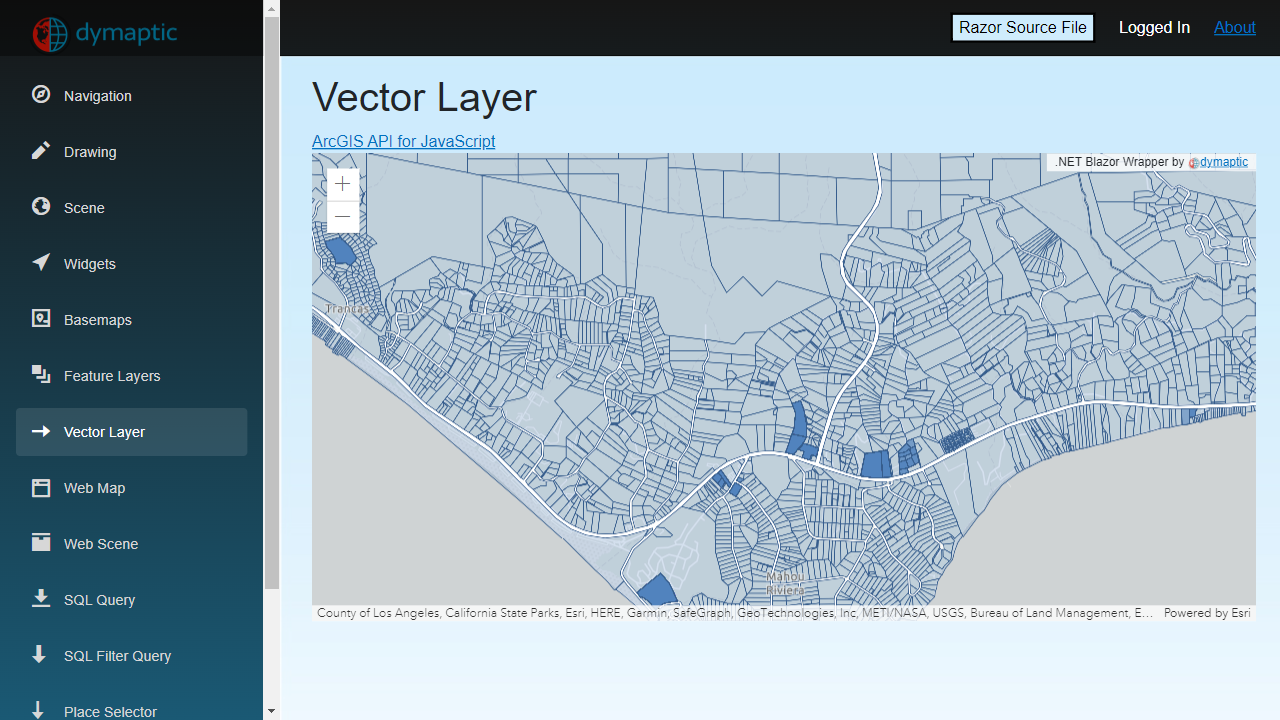 dymaptic
Navigation
Drawing
Scene
Widgets
Basemaps
Feature Layers
Vector Layer
Web Map
Web Scene
SQL Query
SQL Filter Query
Place Selector
Razor Source File
Logged In
About
Vector Layer
ArcGIS API for JavaScript
.NET Blazor Wrapper by dymaptic
+
−
Trancas
Malibu
Riviera
County of Los Angeles, California State Parks, Esri, HERE, Garmin, SafeGraph, GeoTechnologies, Inc, METI/NASA, USGS, Bureau of Land Management, E...
Powered by Esri